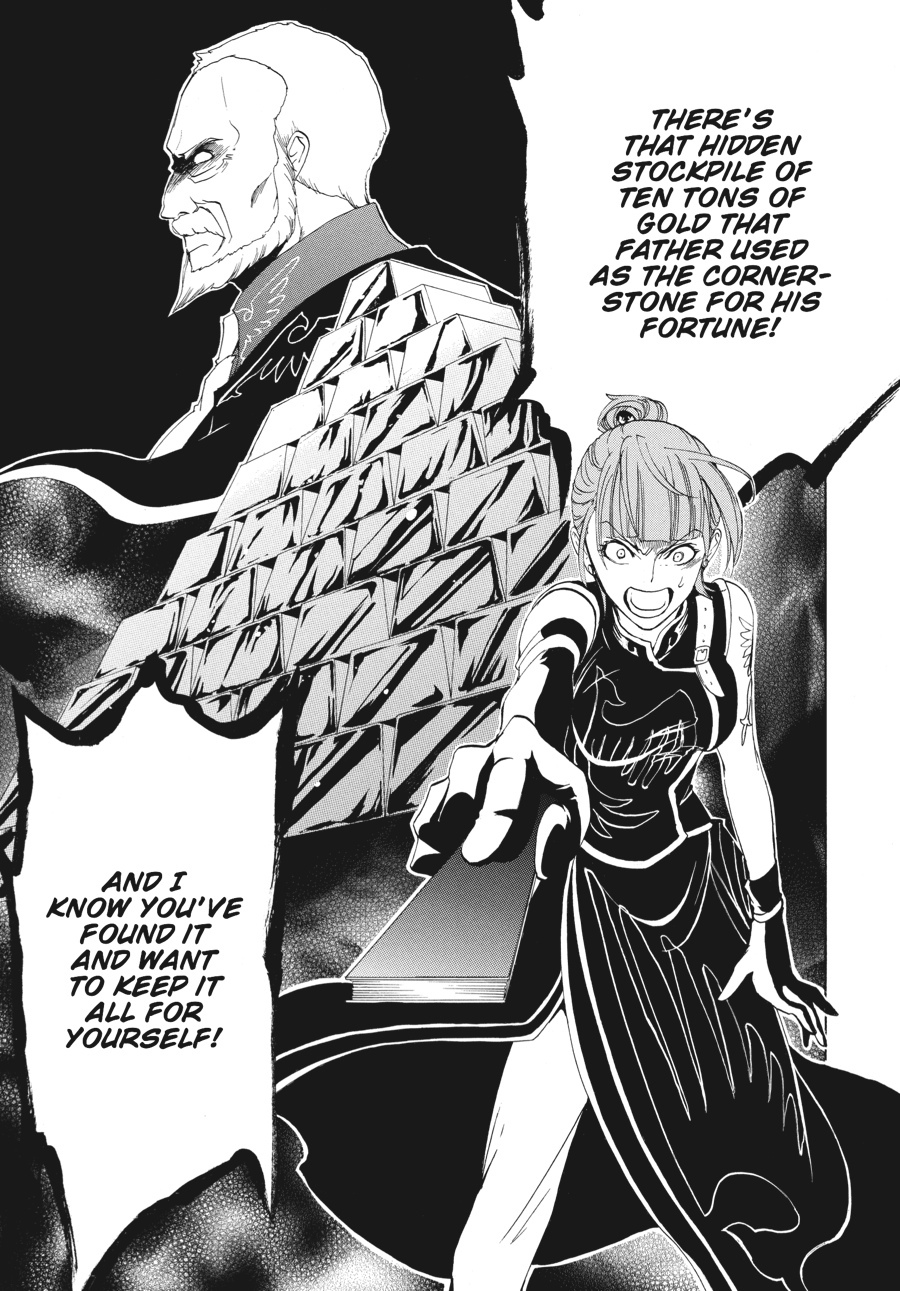 THERE'S
THAT HIDDEN
STOCKPILE OF
TEN TONS OF
GOLD THAT
FATHER USED
AS THE CORNER-
STONE FOR HIS
FORTUNE!
AND I
KNOW YOU'VE
FOUND IT
AND WANT
TO KEEP IT
ALL FOR
YOURSELF!